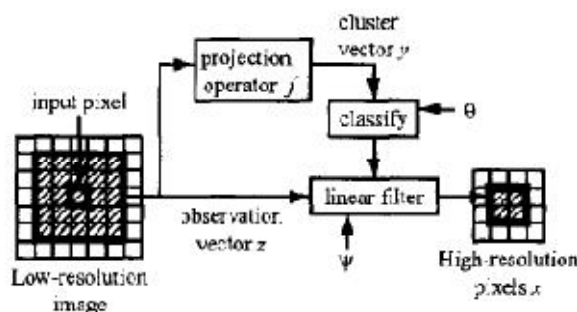 cluster
vector y
projection
operator f
input pixel
classify
θ
linear filter
observation
vector z
ψ
Low-resolution
image
High-resolution
pixels x